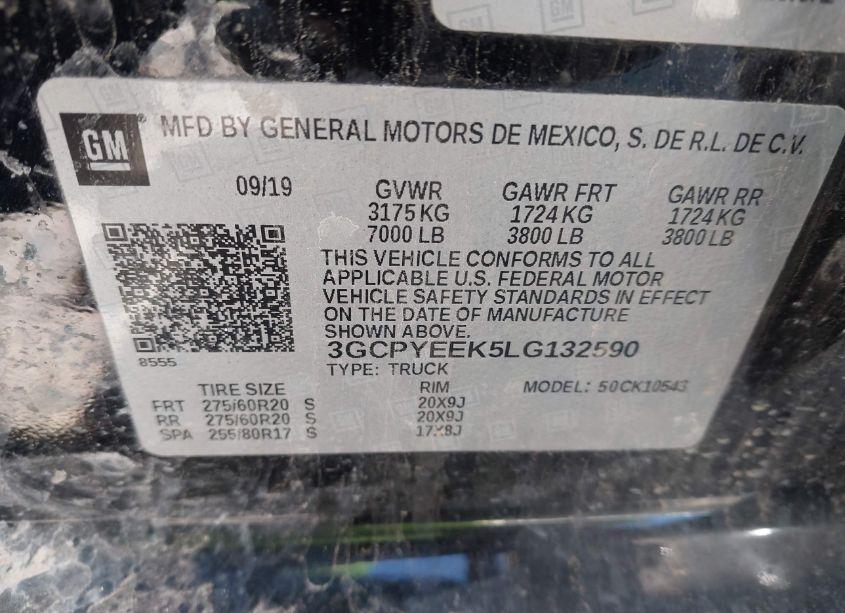 GM
MFD BY GENERAL MOTORS DE MEXICO, S. DE R.L. DE C.V.
09/19 GVWR GAWR FRT GAWR RR
3175 KG 1724 KG 1724 KG
7000 LB 3800 LB 3800 LB
THIS VEHICLE CONFORMS TO ALL
APPLICABLE U.S. FEDERAL MOTOR
VEHICLE SAFETY STANDARDS IN EFFECT
ON THE DATE OF MANUFACTURE
SHOWN ABOVE.
8555 3GCPYEEK5LG132590
TYPE: TRUCK
TIRE SIZE RIM MODEL: 50CK10543
FRT 275/60R20 S 20X9J
RR 275/60R20 S 20X9J
SPA 255/80R17 S 17X8J